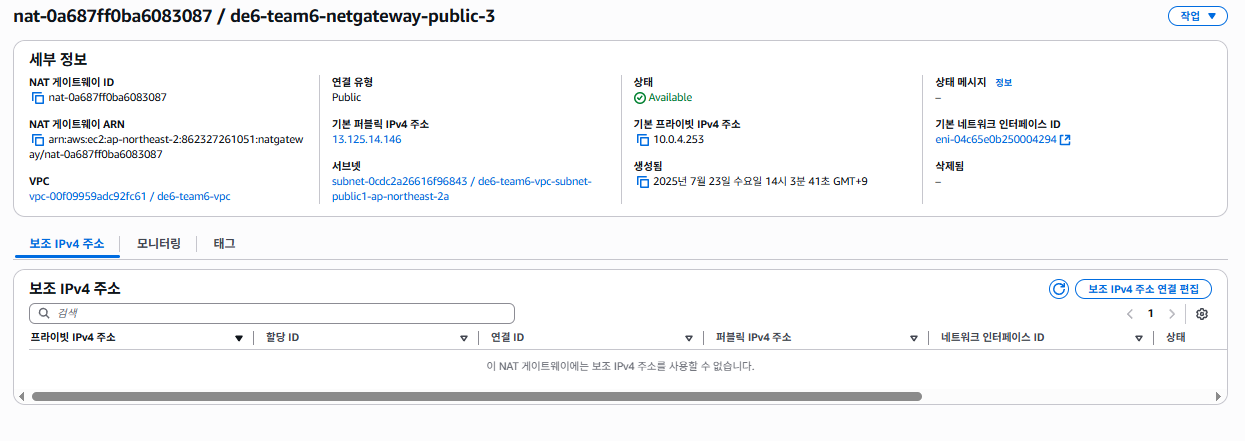 nat-0a687ff0ba6083087 / de6-team6-netgateway-public-3
작업
세부 정보
NAT 게이트웨이 ID
nat-0a687ff0ba6083087
연결 유형
Public
상태
Available
상태 메시지 정보
–
NAT 게이트웨이 ARN
arn:aws:ec2:ap-northeast-2:862327261051:natgatew
ay/nat-0a687ff0ba6083087
기본 퍼블릭 IPv4 주소
13.125.14.146
기본 프라이빗 IPv4 주소
10.0.4.253
기본 네트워크 인터페이스 ID
eni-04c65e0b250004294
VPC
vpc-00f09959adc92fc61 / de6-team6-vpc
서브넷
subnet-0cdc2a26616f96843 / de6-team6-vpc-subnet-
public1-ap-northeast-2a
생성됨
2025년 7월 23일 수요일 14시 3분 41초 GMT+9
삭제됨
–
보조 IPv4 주소
모니터링
태그
보조 IPv4 주소
보조 IPv4 주소 연결 편집
검색
1
프라이빗 IPv4 주소
할당 ID
연결 ID
퍼블릭 IPv4 주소
네트워크 인터페이스 ID
상태
이 NAT 게이트웨이에는 보조 IPv4 주소를 사용할 수 없습니다.